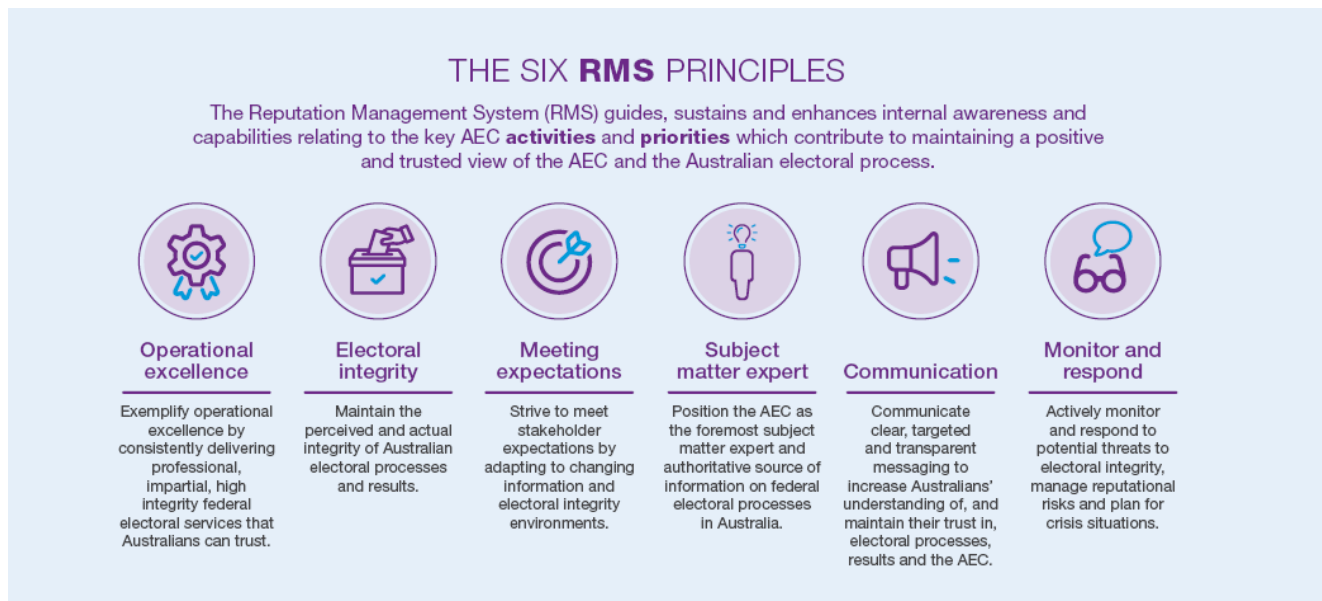 THE SIX RMS PRINCIPLES
The Reputation Management System (RMS) guides, sustains and enhances internal awareness and
capabilities relating to the key AEC activities and priorities which contribute to maintaining a positive
and trusted view of the AEC and the Australian electoral process.
Operational
excellence
Exemplify operational
excellence by
consistently delivering
professional,
impartial, high
integrity federal
electoral services that
Australians can trust.
Electoral
integrity
Maintain the
perceived and actual
integrity of Australian
electoral processes
and results.
Meeting
expectations
Strive to meet
stakeholder
expectations by
adapting to changing
information and
electoral integrity
environments.
Subject
matter expert
Position the AEC as
the foremost subject
matter expert and
authoritative source of
information on federal
electoral processes
in Australia.
Communication
Communicate
clear, targeted
and transparent
messaging to
increase Australians'
understanding of, and
maintain their trust in,
electoral processes,
results and the AEC.
Monitor and
respond
Actively monitor
and respond to
potential threats to
electoral integrity,
manage reputational
risks and plan for
crisis situations.